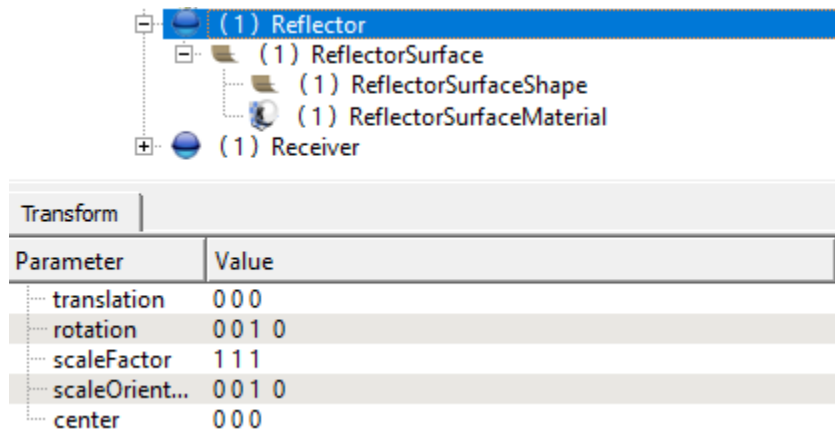 (1) Reflector
(1) ReflectorSurface
(1) ReflectorSurfaceShape
(1) ReflectorSurfaceMaterial
(1) Receiver
Transform
Parameter Value
translation 0 0 0
rotation 0 0 1 0
scaleFactor 1 1 1
scaleOrient... 0 0 1 0
center 0 0 0